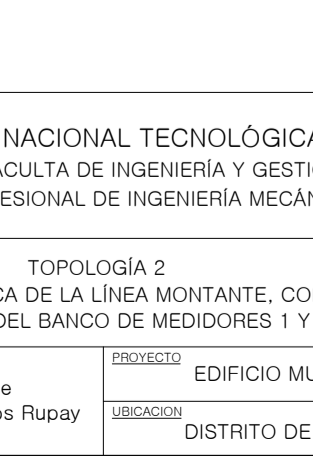 NACIONAL TECNOLÓGICA
ACULTA DE INGENIERÍA Y GESTI
ESIONAL DE INGENIERÍA MECÁN
TOPOLOGÍA 2
CA DE LA LÍNEA MONTANTE, CO
DEL BANCO DE MEDIDORES 1 Y
e
os Rupay
PROYECTO
EDIFICIO MU
UBICACION
DISTRITO DE